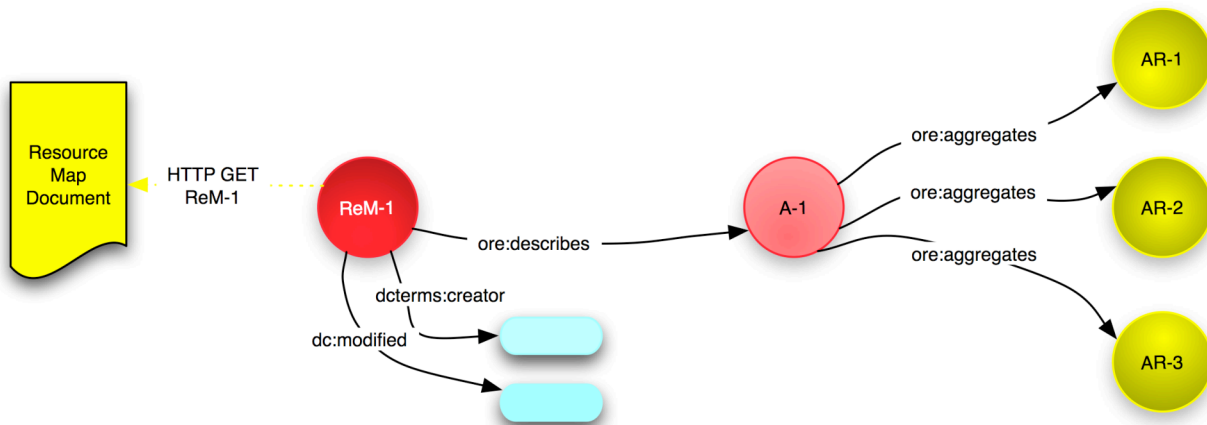 AR-1
ore:aggregates
Resource
Map
Document
HTTP GET
ReM-1
ReM-1
A-1
ore:aggregates
AR-2
ore:describes
ore:aggregates
dcterms:creator
dc:modified
AR-3